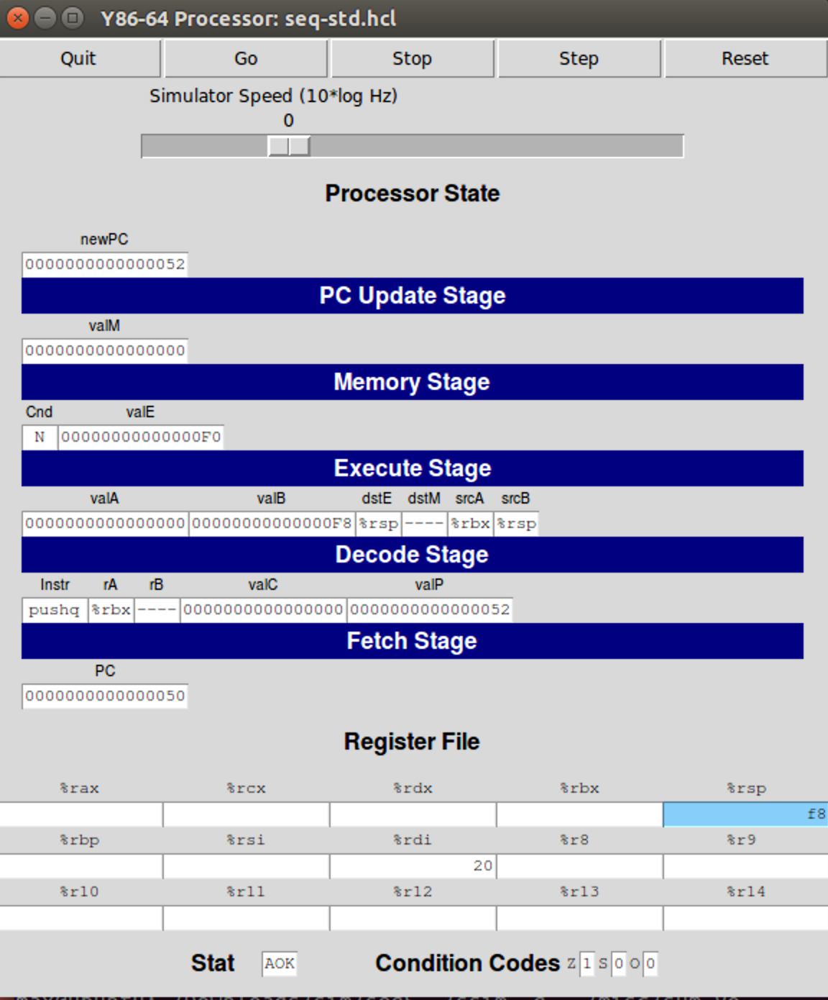 Y86-64 Processor: seq-std.hcl
Quit Go Stop Step Reset
Simulator Speed (10*log Hz)
0
Processor State
newPC
0000000000000052
PC Update Stage
valM
0000000000000000
Memory Stage
Cnd valE
N 00000000000000F0
Execute Stage
valA valB dstE dstM srcA srcB
0000000000000000 00000000000000F8 %rsp ---- %rbx %rsp
Decode Stage
Instr rA rB valC valP
pushq %rbx ---- 0000000000000000 0000000000000052
Fetch Stage
PC
0000000000000050
Register File
%rax %rcx %rdx %rbx %rsp
f8
%rbp %rsi %rdi %r8 %r9
20
%r10 %r11 %r12 %r13 %r14
Stat AOK Condition Codes Z 1 S 0 O 0